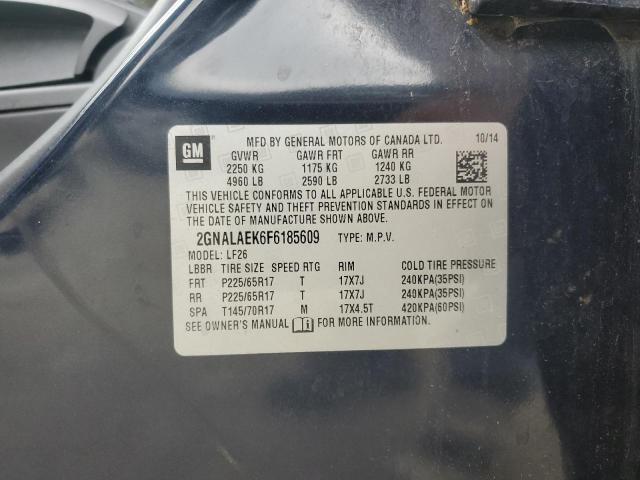 GM
MFD BY GENERAL MOTORS OF CANADA LTD. 10/14
GVWR GAWR FRT GAWR RR
2250 KG 1175 KG 1240 KG
4960 LB 2590 LB 2733 LB
THIS VEHICLE CONFORMS TO ALL APPLICABLE U.S. FEDERAL MOTOR
VEHICLE SAFETY AND THEFT PREVENTION STANDARDS IN EFFECT ON
THE DATE OF MANUFACTURE SHOWN ABOVE.
2GNALAEK6F6185609 TYPE: M.P.V.
MODEL: LF26
LBBR TIRE SIZE SPEED RTG RIM COLD TIRE PRESSURE
FRT P225/65R17 T 17X7J 240KPA(35PSI)
RR P225/65R17 T 17X7J 240KPA(35PSI)
SPA T145/70R17 M 17X4.5T 420KPA(60PSI)
SEE OWNER'S MANUAL FOR MORE INFORMATION